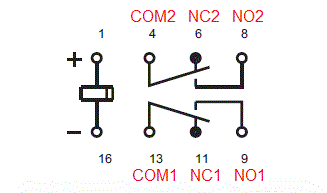 COM2 NC2 NO2
1 4 6 8
+
−
16 13 11 9
COM1 NC1 NO1